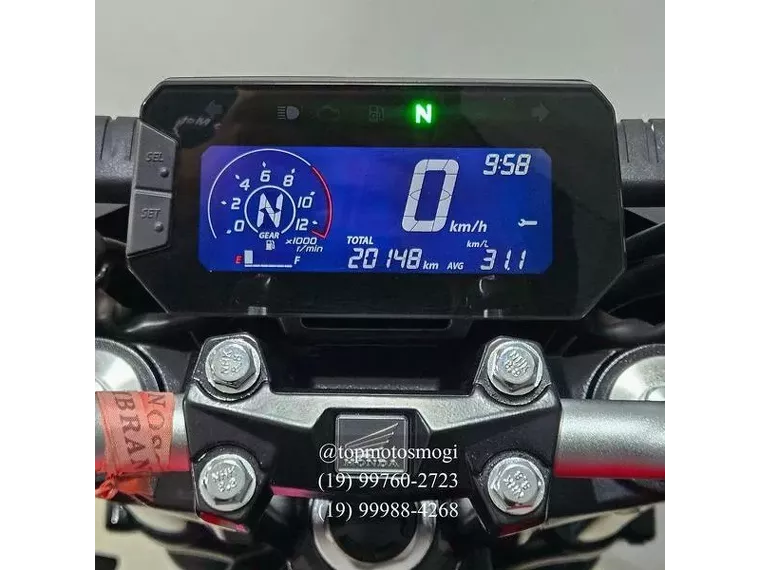 N
SEL
SET
9:58
0 km/h
0 2 4 6 8 10 12
N
GEAR
x1000
r/min
E F
TOTAL
20148 km
km/L
AVG 31.1
HONDA
@topmotosmogi
(19) 99760-2723
(19) 99988-4268